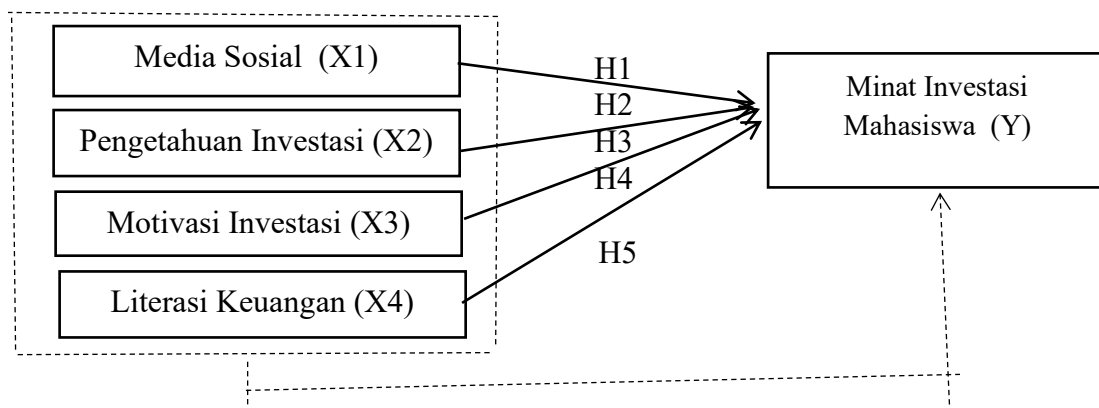 Media Sosial (X1)
Pengetahuan Investasi (X2)
Motivasi Investasi (X3)
Literasi Keuangan (X4)
H1
H2
H3
H4
H5
Minat Investasi
Mahasiswa (Y)